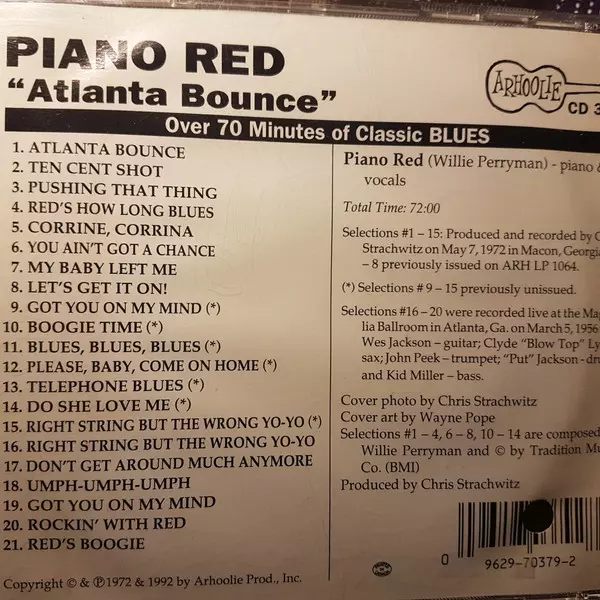 PIANO RED
"Atlanta Bounce"
ARHOOLIE
CD 3
Over 70 Minutes of Classic BLUES
1. ATLANTA BOUNCE
2. TEN CENT SHOT
3. PUSHING THAT THING
4. RED'S HOW LONG BLUES
5. CORRINE, CORRINA
6. YOU AIN'T GOT A CHANCE
7. MY BABY LEFT ME
8. LET'S GET IT ON!
9. GOT YOU ON MY MIND (*)
10. BOOGIE TIME (*)
11. BLUES, BLUES, BLUES (*)
12. PLEASE, BABY, COME ON HOME (*)
13. TELEPHONE BLUES (*)
14. DO SHE LOVE ME (*)
15. RIGHT STRING BUT THE WRONG YO-YO (*)
16. RIGHT STRING BUT THE WRONG YO-YO
17. DON'T GET AROUND MUCH ANYMORE
18. UMPH-UMPH-UMPH
19. GOT YOU ON MY MIND
20. ROCKIN' WITH RED
21. RED'S BOOGIE
Copyright © & ℗1972 & 1992 by Arhoolie Prod., Inc.
Piano Red (Willie Perryman) - piano &
vocals
Total Time: 72:00
Selections #1 – 15: Produced and recorded by C
Strachwitz on May 7, 1972 in Macon, Georgia
– 8 previously issued on ARH LP 1064.
(*) Selections # 9 – 15 previously unissued.
Selections #16 – 20 were recorded live at the Mag
lia Ballroom in Atlanta, Ga. on March 5, 1956
Wes Jackson – guitar; Clyde "Blow Top" Ly
sax; John Peek – trumpet; "Put" Jackson - dru
and Kid Miller – bass.
Cover photo by Chris Strachwitz
Cover art by Wayne Pope
Selections #1 – 4, 6 – 8, 10 – 14 are composed
Willie Perryman and © by Tradition Mu
Co. (BMI)
Produced by Chris Strachwitz
0 9629-70379-2